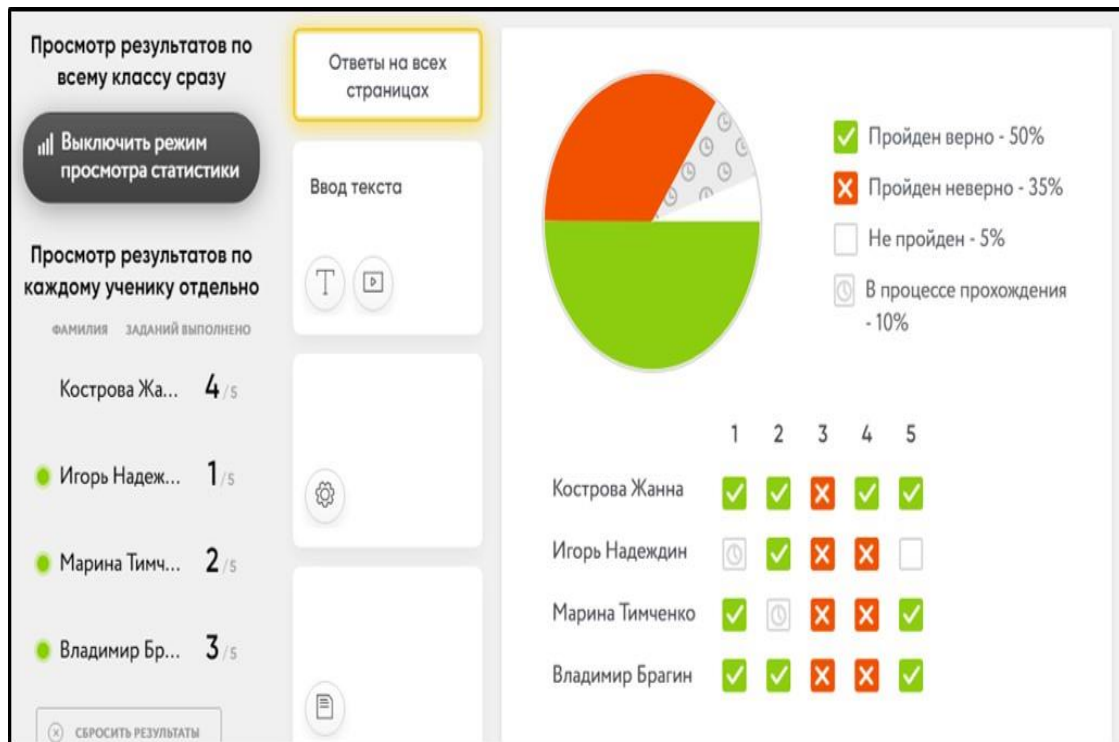 Просмотр результатов по
всему классу сразу
Выключить режим
просмотра статистики
Просмотр результатов по
каждому ученику отдельно
ФАМИЛИЯ ЗАДАНИЙ ВЫПОЛНЕНО
Кострова Жа... 4/5
Игорь Надеж... 1/5
Марина Тимч... 2/5
Владимир Бр... 3/5
СБРОСИТЬ РЕЗУЛЬТАТЫ
Ответы на всех
страницах
Ввод текста
T
Пройден верно - 50%
Пройден неверно - 35%
Не пройден - 5%
В процессе прохождения
- 10%
1 2 3 4 5
Кострова Жанна
Игорь Надеждин
Марина Тимченко
Владимир Брагин